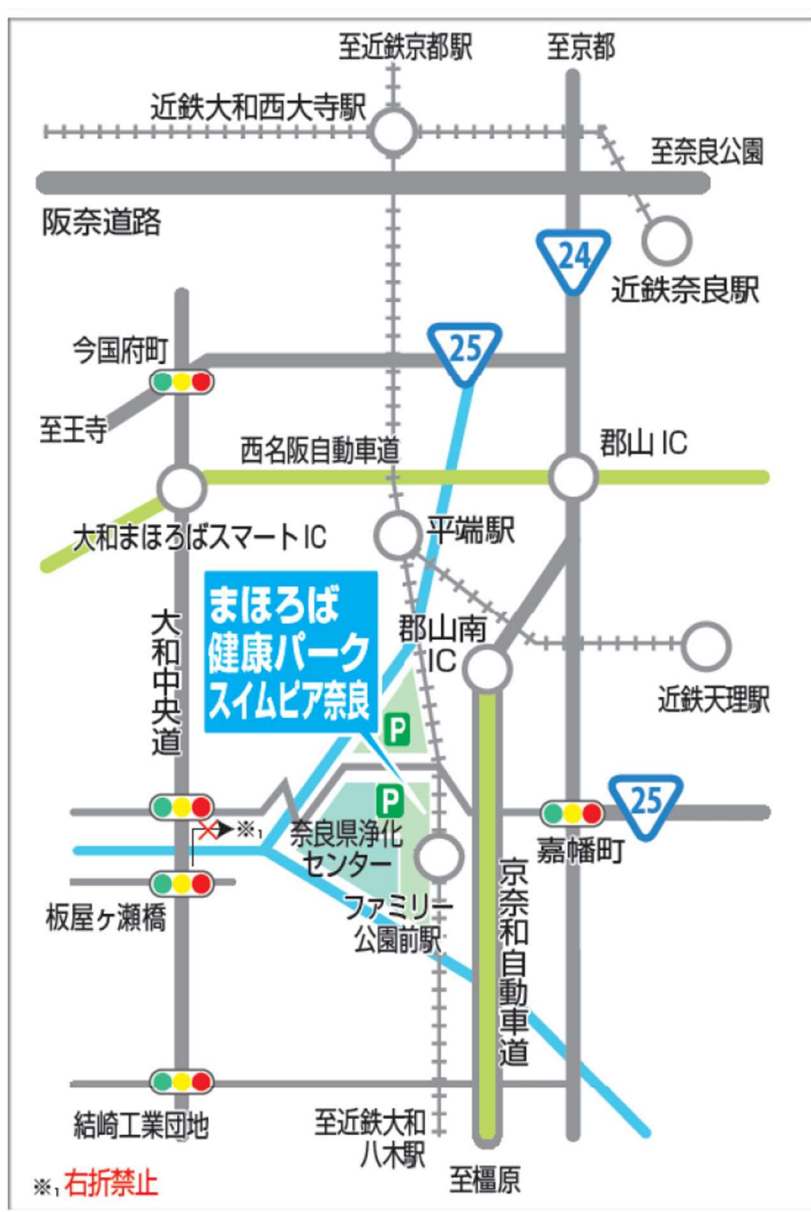 至近鉄京都駅
至京都
近鉄大和西大寺駅
至奈良公園
阪奈道路
24
近鉄奈良駅
25
今国府町
至王寺
西名阪自動車道
郡山 IC
大和まほろばスマート IC
平端駅
まほろば
健康パーク
スイムピア奈良
郡山南
IC
大和中央道
近鉄天理駅
P
P
25
※1
奈良県浄化
センター
嘉幡町
板屋ヶ瀬橋
ファミリー
公園前駅
京奈和自動車道
結崎工業団地
至近鉄大和
八木駅
至橿原
※1 右折禁止